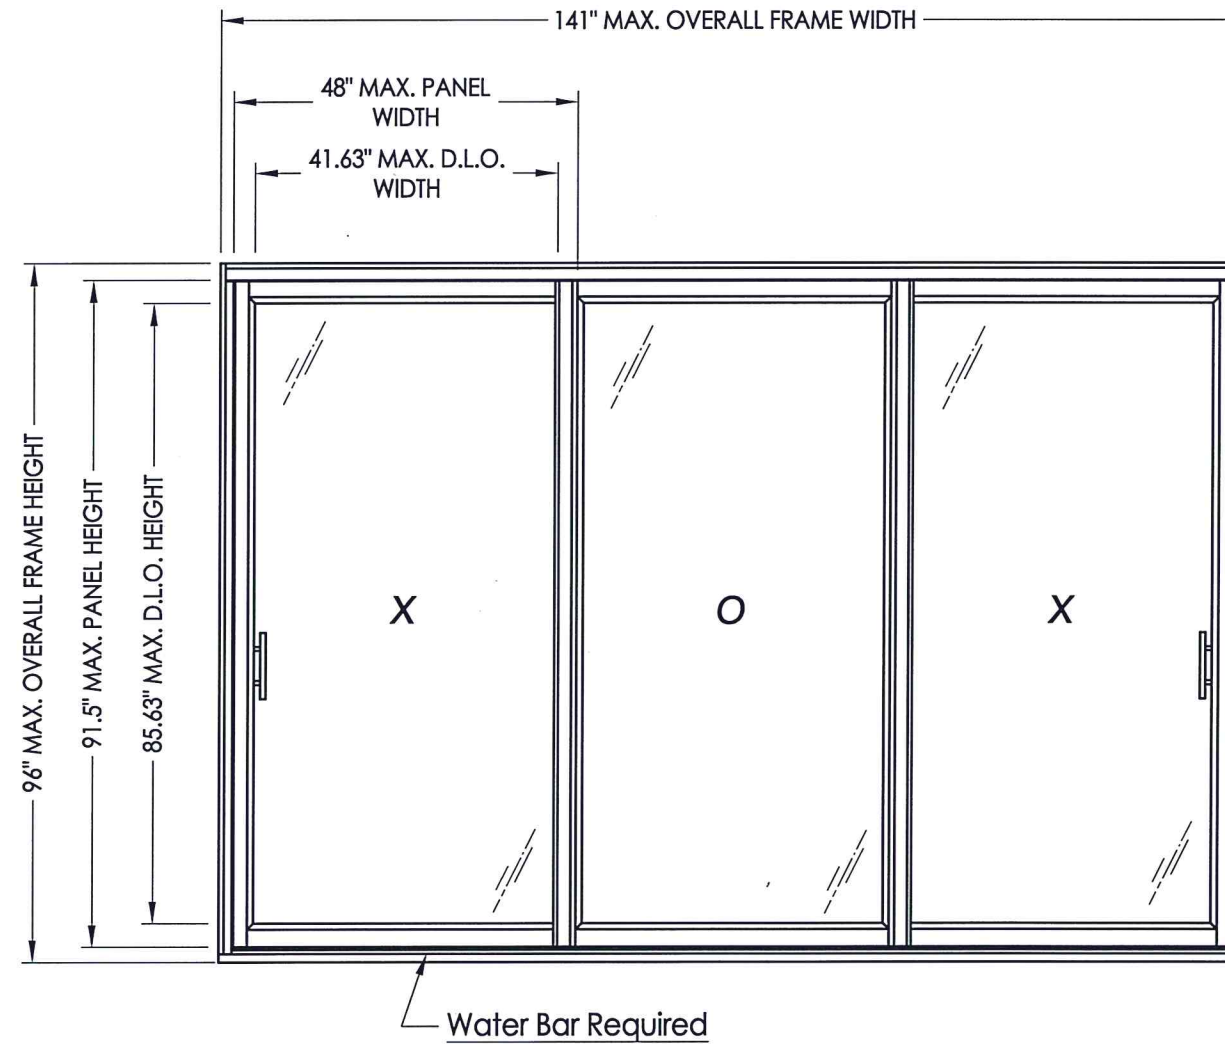 141" MAX. OVERALL FRAME WIDTH
48" MAX. PANEL
WIDTH
41.63" MAX. D.L.O.
WIDTH
96" MAX. OVERALL FRAME HEIGHT
91.5" MAX. PANEL HEIGHT
85.63" MAX. D.L.O. HEIGHT
X
O
X
Water Bar Required